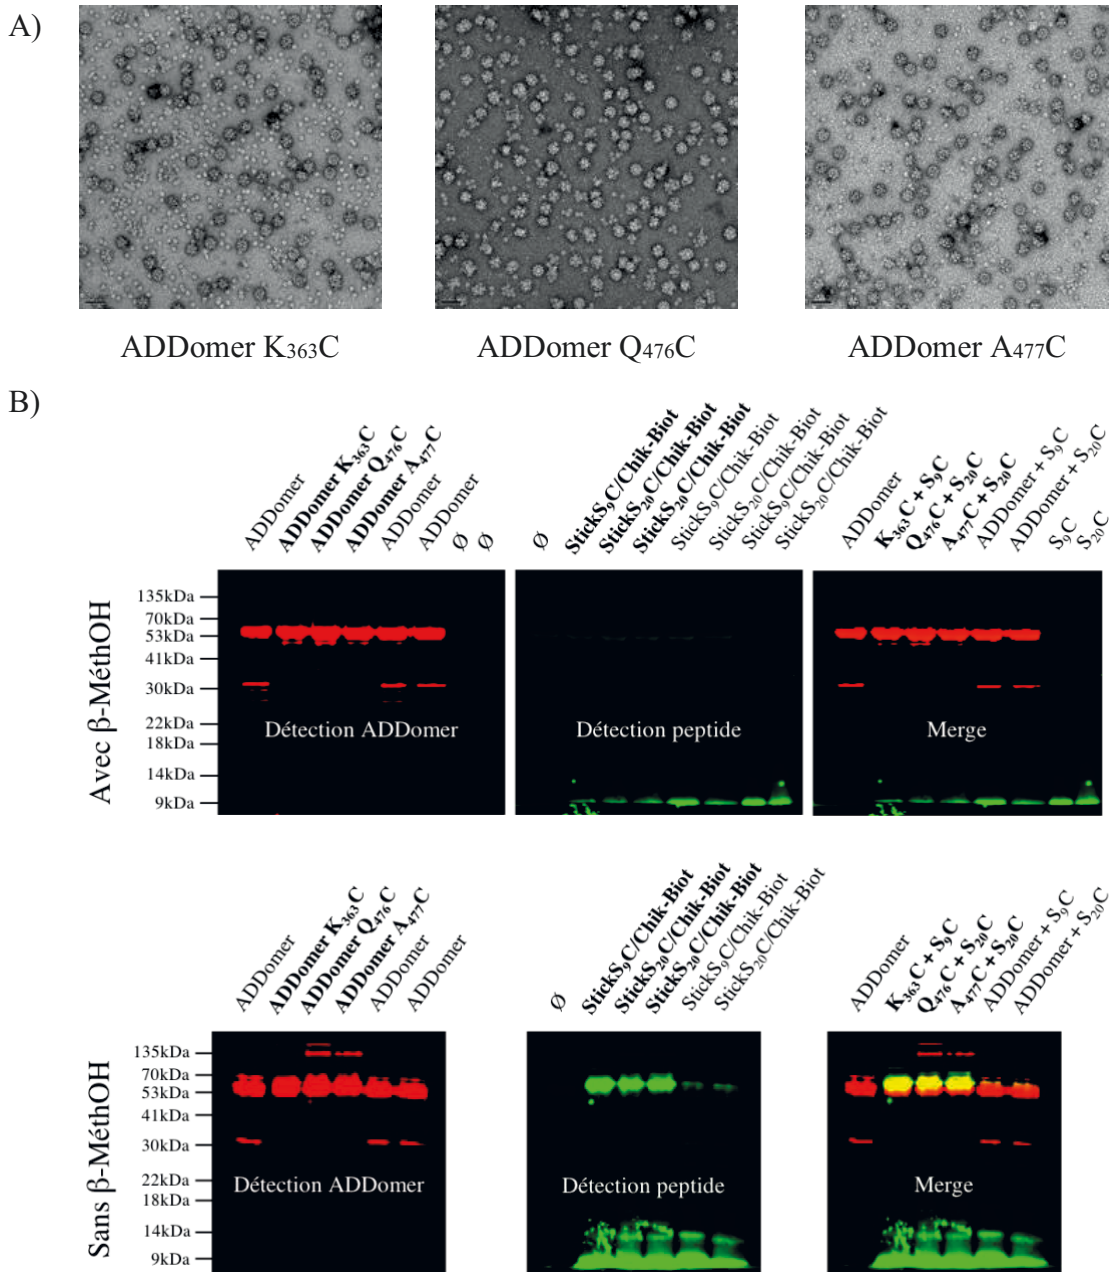 A)
ADDomer K₃₆₃C
ADDomer Q₄₇₆C
ADDomer A₄₇₇C
B)
ADDomer
ADDomer K₃₆₃C
ADDomer Q₄₇₆C
ADDomer A₄₇₇C
ADDomer
ADDomer
Ø
Ø
Ø
StickS₉C/Chik-Biot
StickS₂₀C/Chik-Biot
StickS₂₀C/Chik-Biot
StickS₉C/Chik-Biot
StickS₂₀C/Chik-Biot
StickS₉C/Chik-Biot
StickS₂₀C/Chik-Biot
ADDomer
K₃₆₃C + S₉C
Q₄₇₆C + S₂₀C
A₄₇₇C + S₂₀C
ADDomer + S₉C
ADDomer + S₂₀C
S₉C
S₂₀C
Avec β-MéthOH
135kDa
70kDa
53kDa
41kDa
30kDa
22kDa
18kDa
14kDa
9kDa
Détection ADDomer
Détection peptide
Merge
ADDomer
ADDomer K₃₆₃C
ADDomer Q₄₇₆C
ADDomer A₄₇₇C
ADDomer
ADDomer
Ø
StickS₉C/Chik-Biot
StickS₂₀C/Chik-Biot
StickS₂₀C/Chik-Biot
StickS₉C/Chik-Biot
StickS₂₀C/Chik-Biot
ADDomer
K₃₆₃C + S₉C
Q₄₇₆C + S₂₀C
A₄₇₇C + S₂₀C
ADDomer + S₉C
ADDomer + S₂₀C
Sans β-MéthOH
135kDa
70kDa
53kDa
41kDa
30kDa
22kDa
18kDa
14kDa
9kDa
Détection ADDomer
Détection peptide
Merge